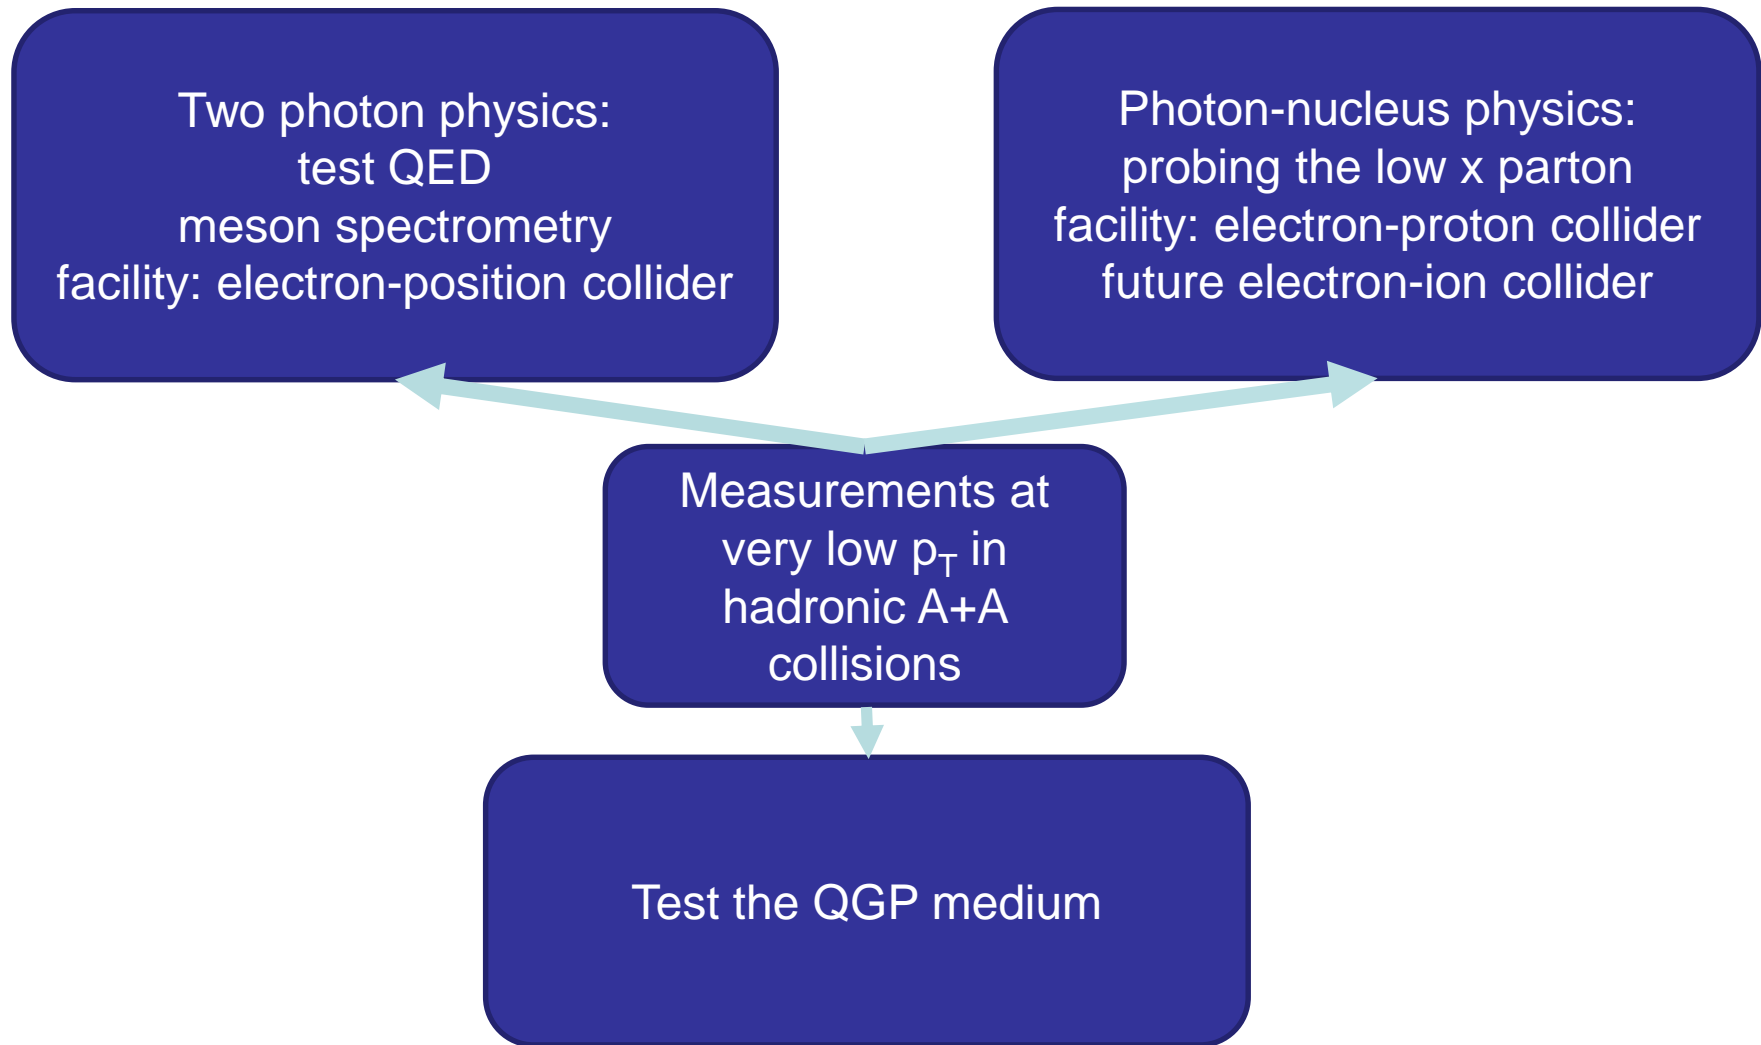 Two photon physics:
test QED
meson spectrometry
facility: electron-position collider
Photon-nucleus physics:
probing the low x parton
facility: electron-proton collider
future electron-ion collider
Measurements at
very low p_T in
hadronic A+A
collisions
Test the QGP medium